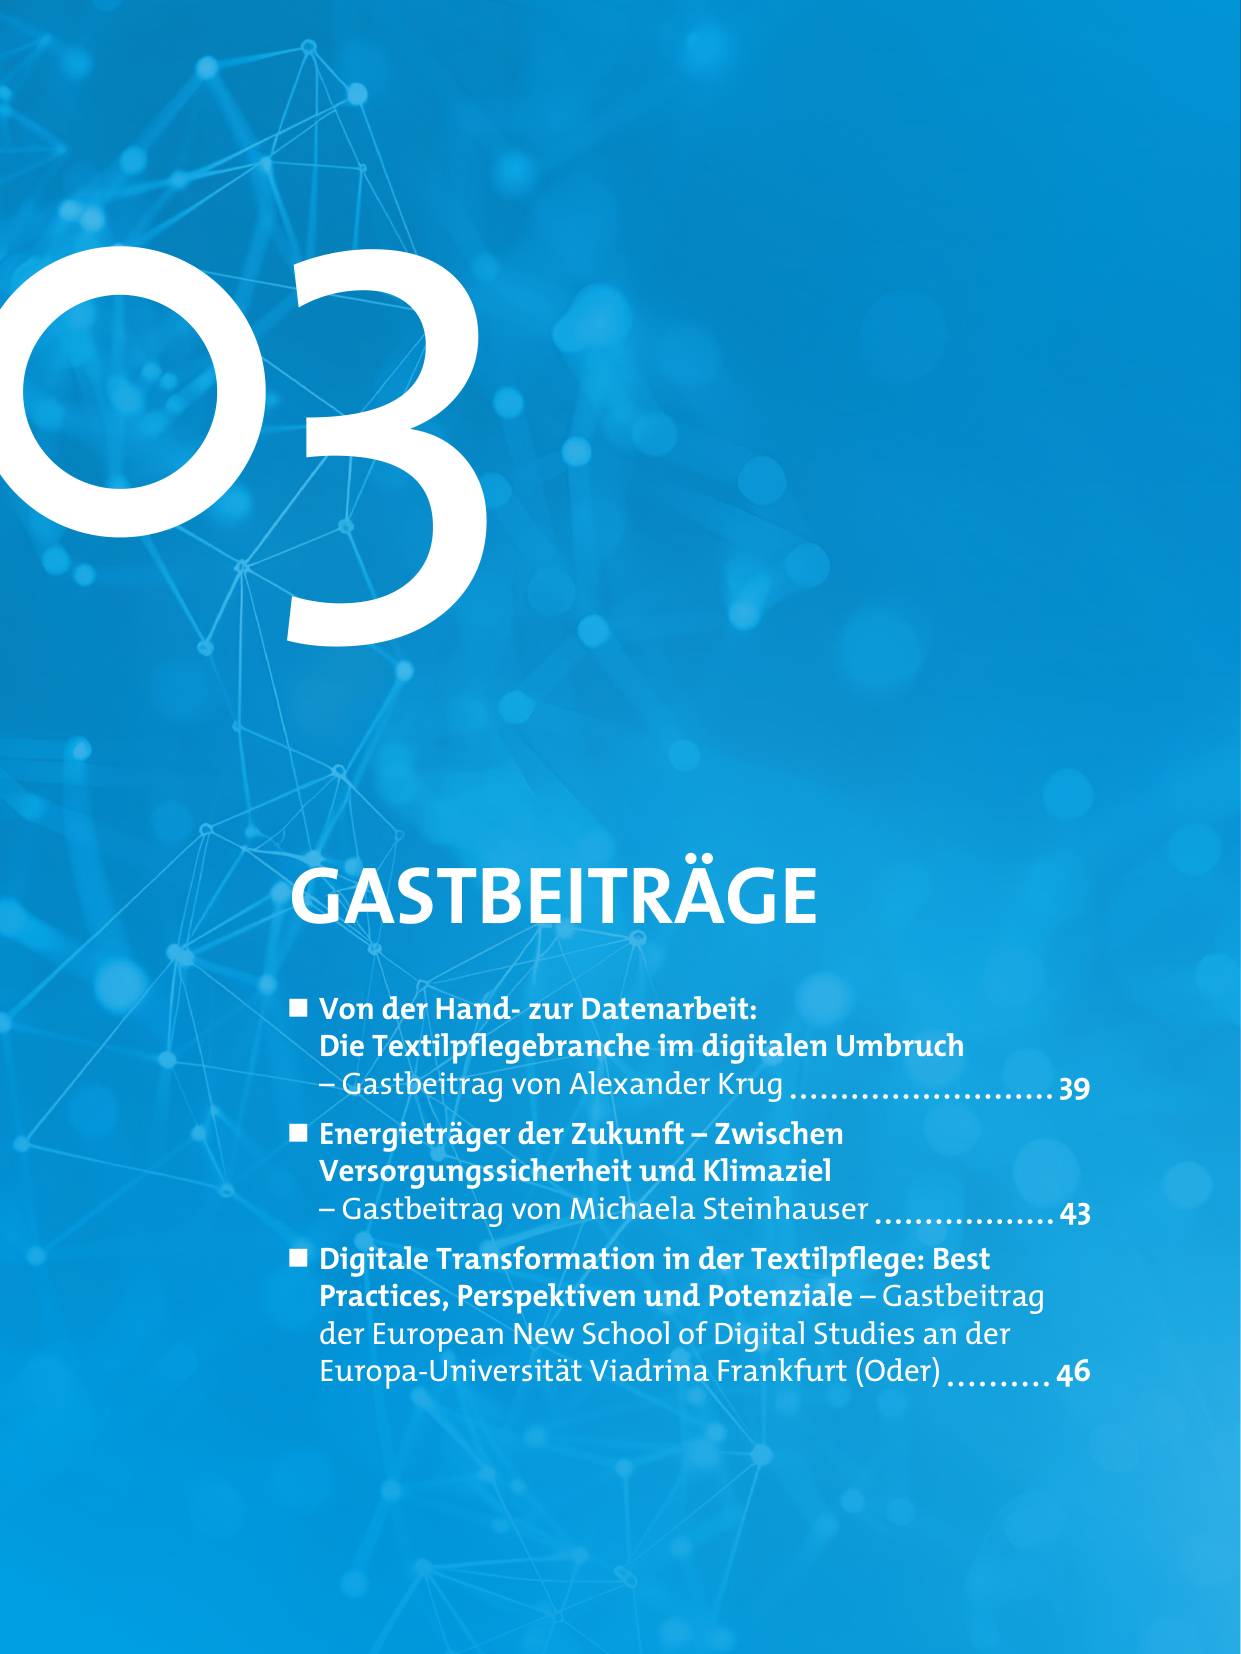 03
GASTBEITRÄGE
■ Von der Hand- zur Datenarbeit:
Die Textilpflegebranche im digitalen Umbruch
– Gastbeitrag von Alexander Krug .......................... 39
■ Energieträger der Zukunft – Zwischen
Versorgungssicherheit und Klimaziel
– Gastbeitrag von Michaela Steinhauser .................. 43
■ Digitale Transformation in der Textilpflege: Best
Practices, Perspektiven und Potenziale – Gastbeitrag
der European New School of Digital Studies an der
Europa-Universität Viadrina Frankfurt (Oder) .......... 46